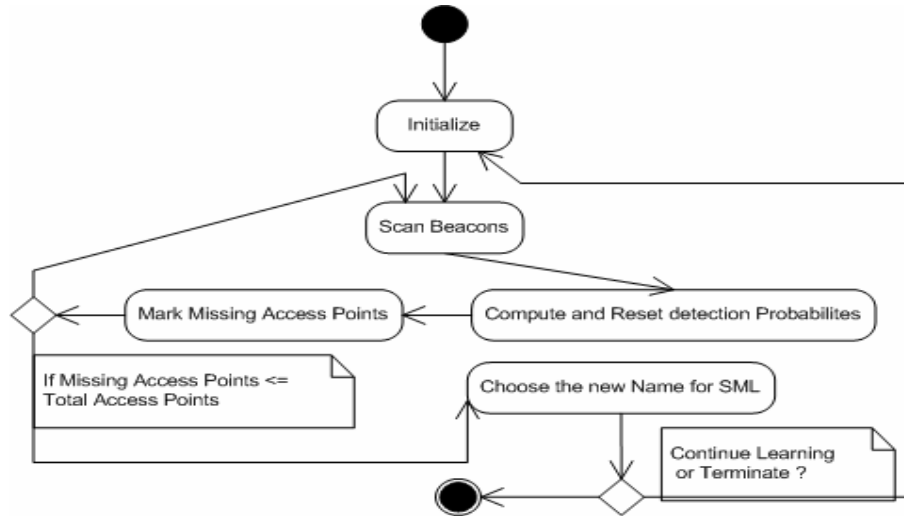 Initialize
Scan Beacons
Mark Missing Access Points
Compute and Reset detection Probabilites
If Missing Access Points <=
Total Access Points
Choose the new Name for SML
Continue Learning
or Terminate ?